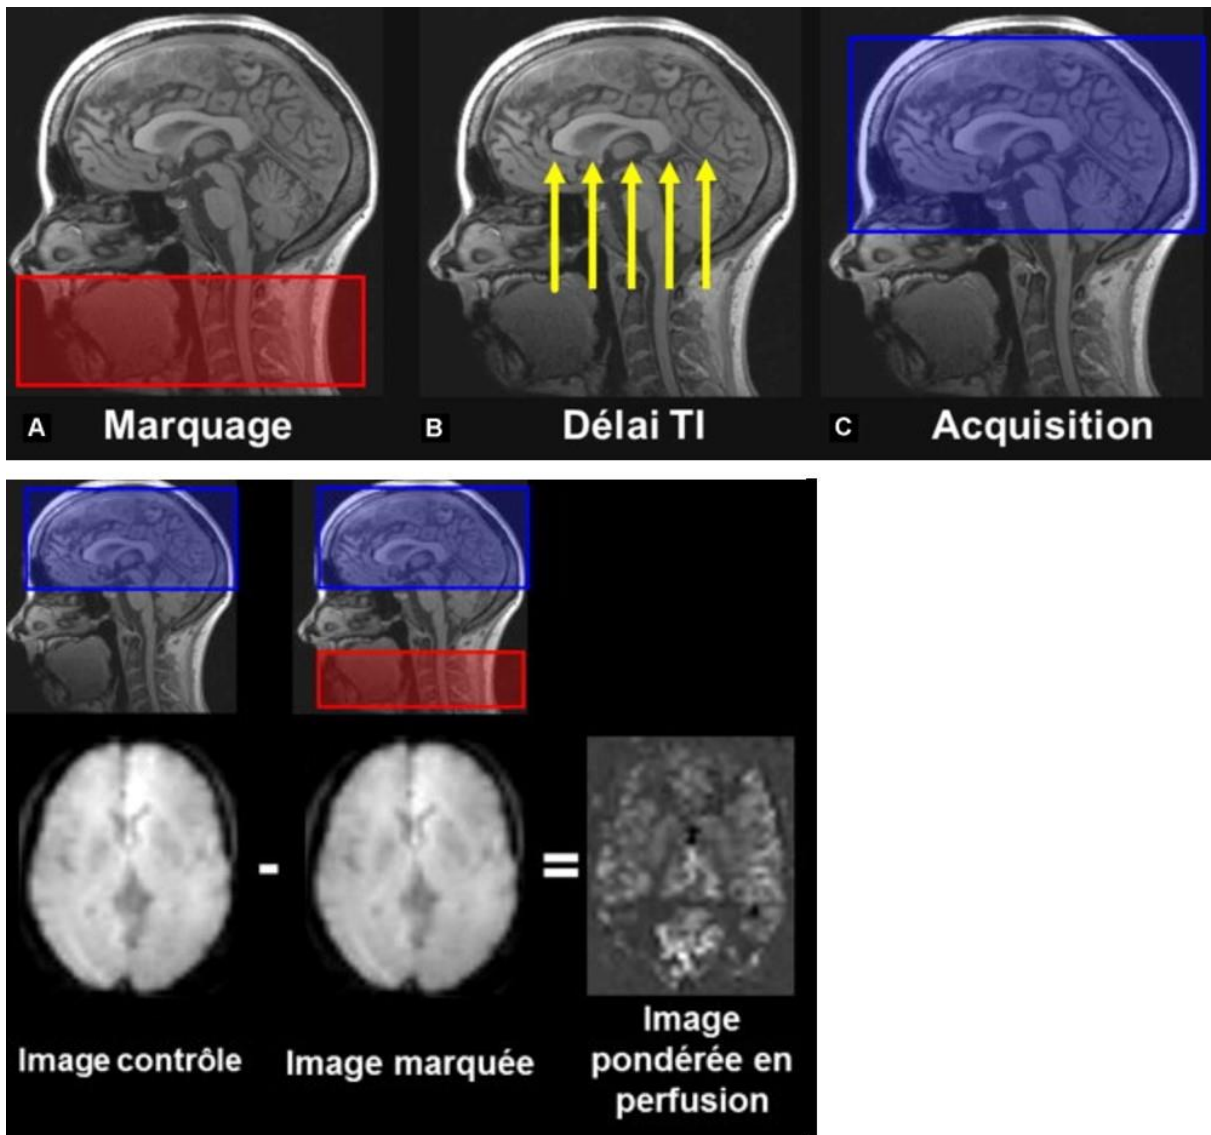 A Marquage
B Délai TI
C Acquisition
-
=
Image contrôle
Image marquée
Image
pondérée en
perfusion